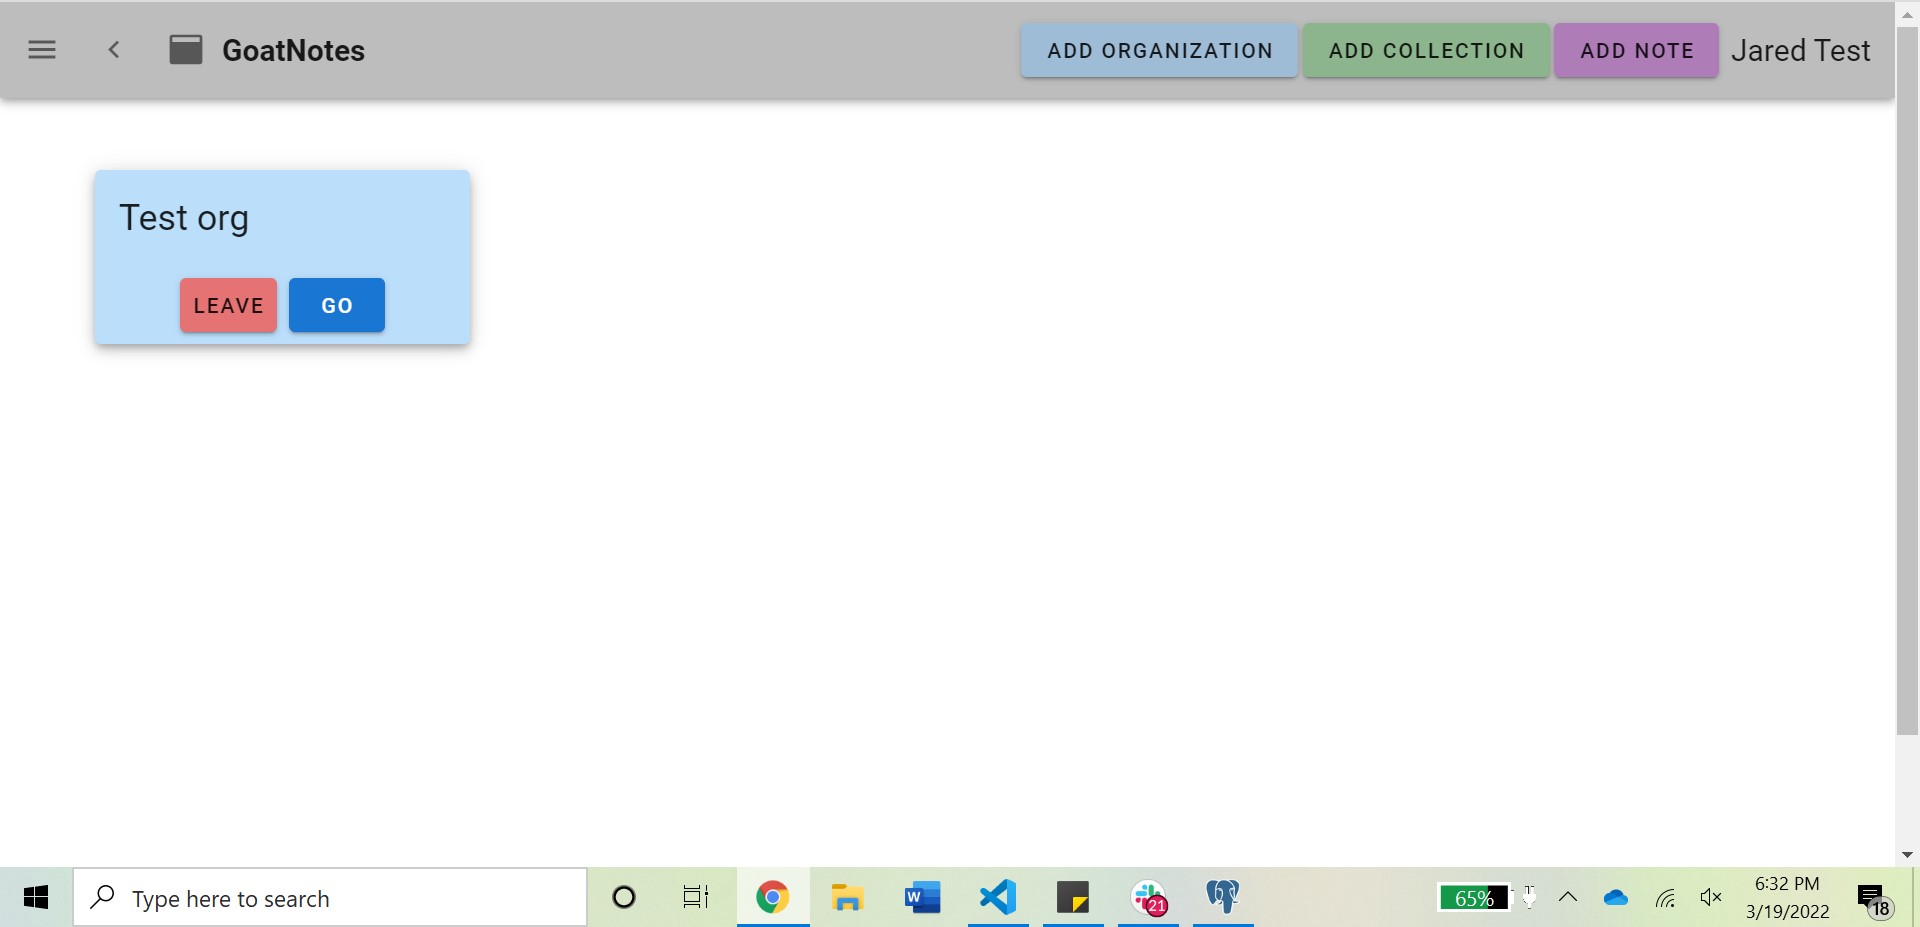 GoatNotes
ADD ORGANIZATION
ADD COLLECTION
ADD NOTE
Jared Test
Test org
LEAVE
GO
Type here to search
W
21
65%
6:32 PM
3/19/2022
18